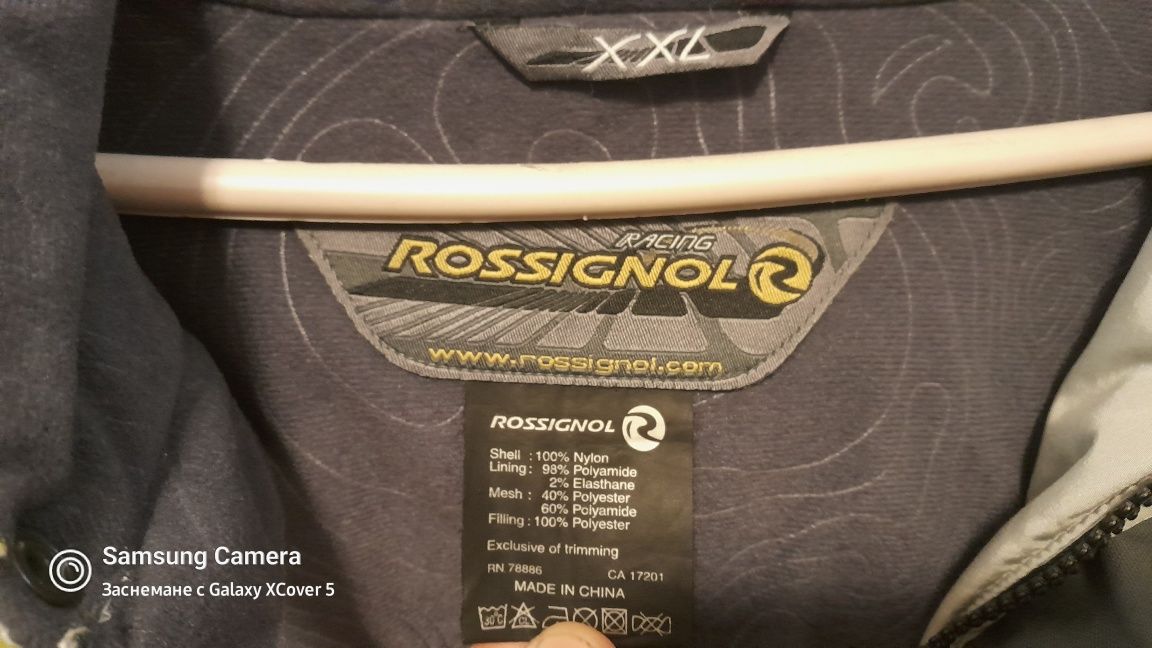 XXL
RACING
ROSSIGNOL
www.rossignol.com
ROSSIGNOL
Shell : 100% Nylon
Lining: 98% Polyamide
2% Elasthane
Mesh : 40% Polyester
60% Polyamide
Filling : 100% Polyester
Exclusive of trimming
RN 78886 CA 17201
MADE IN CHINA
30°C CL
Samsung Camera
Заснемане с Galaxy XCover 5